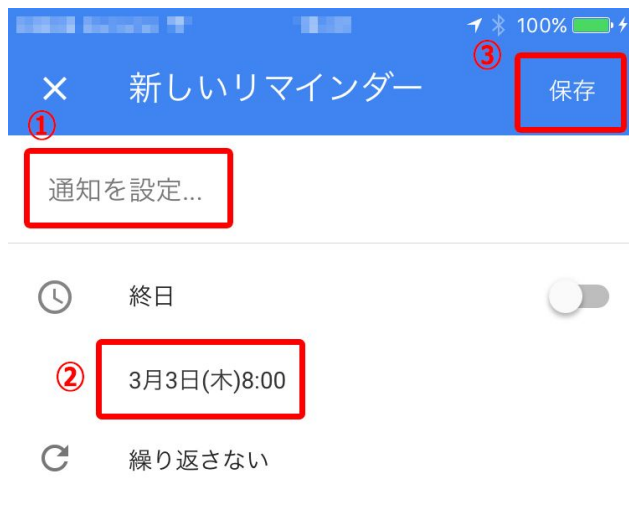 100%
③
× 新しいリマインダー 保存
①
通知を設定...
終日
② 3月3日(木)8:00
繰り返さない